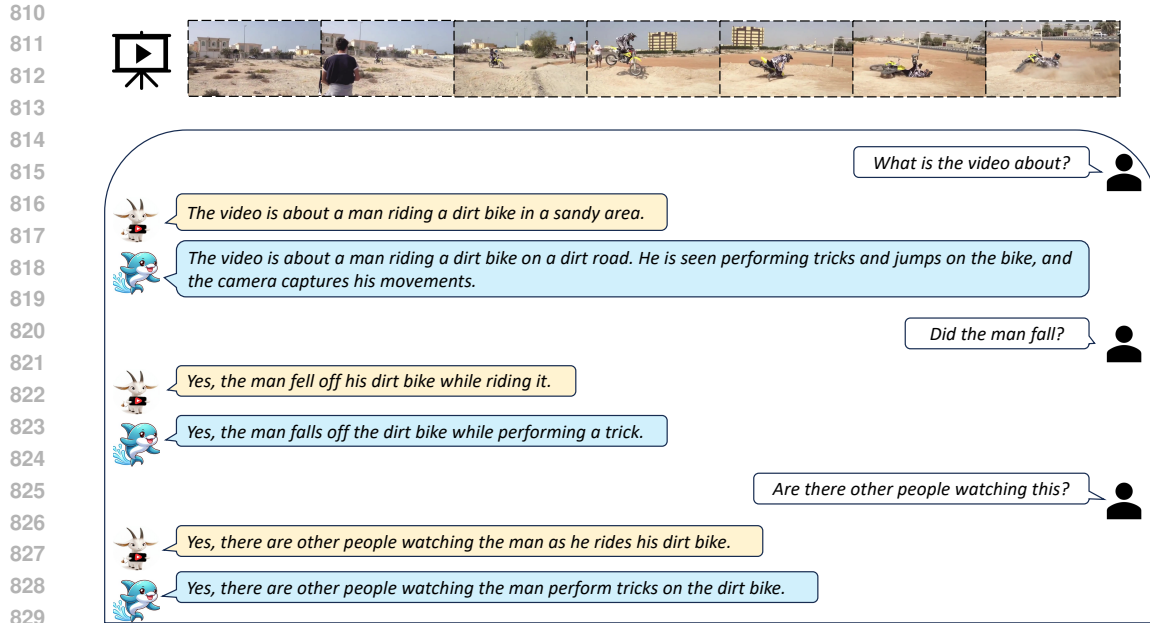 810
811
812
813
814
What is the video about?
815
816
The video is about a man riding a dirt bike in a sandy area.
817
The video is about a man riding a dirt bike on a dirt road. He is seen performing tricks and jumps on the bike, and
818
the camera captures his movements.
819
820
Did the man fall?
821
Yes, the man fell off his dirt bike while riding it.
822
823
Yes, the man falls off the dirt bike while performing a trick.
824
825
Are there other people watching this?
826
Yes, there are other people watching the man as he rides his dirt bike.
827
828
Yes, there are other people watching the man perform tricks on the dirt bike.
829